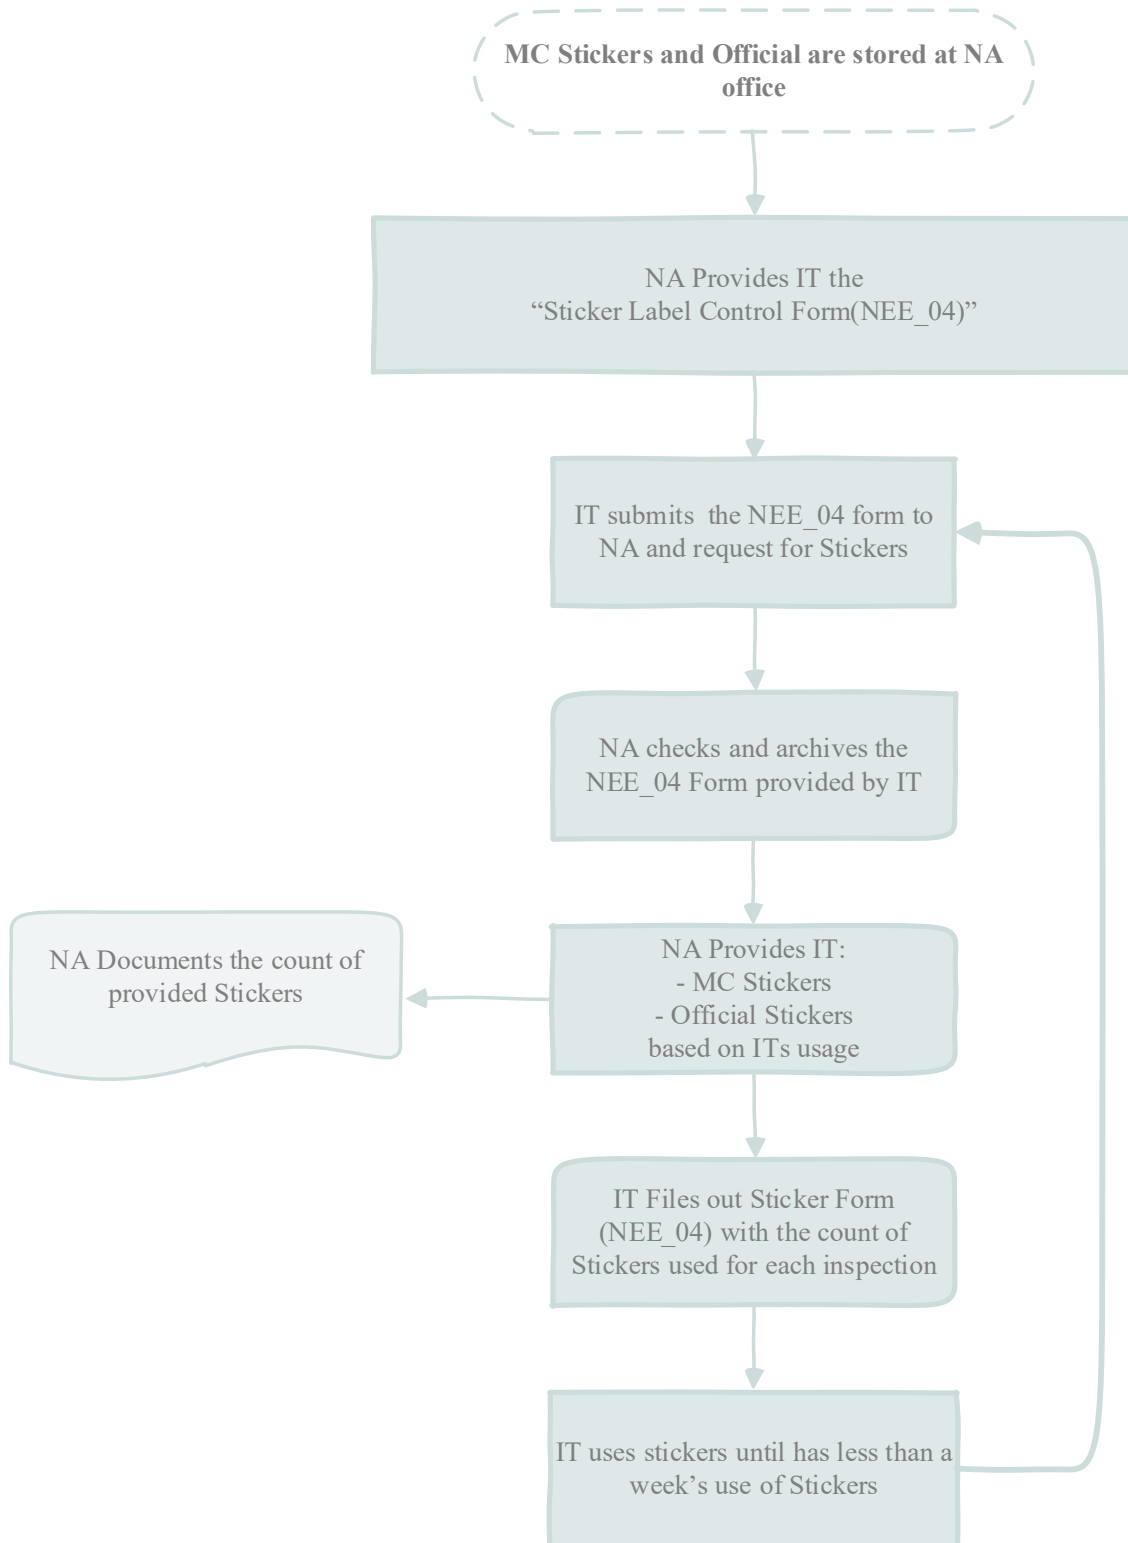 MC Stickers and Official are stored at NA
office
NA Provides IT the
“Sticker Label Control Form(NEE_04)”
IT submits  the NEE_04 form to
NA and request for Stickers
NA checks and archives the
NEE_04 Form provided by IT
NA Documents the count of
provided Stickers
NA Provides IT:
- MC Stickers
- Official Stickers
based on ITs usage
IT Files out Sticker Form
(NEE_04) with the count of
Stickers used for each inspection
IT uses stickers until has less than a
week’s use of Stickers